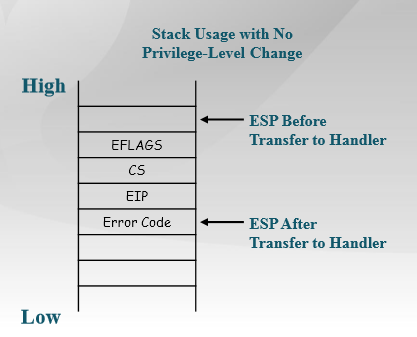 Stack Usage with No
Privilege-Level Change
High
ESP Before
Transfer to Handler
EFLAGS
CS
EIP
Error Code
ESP After
Transfer to Handler
Low